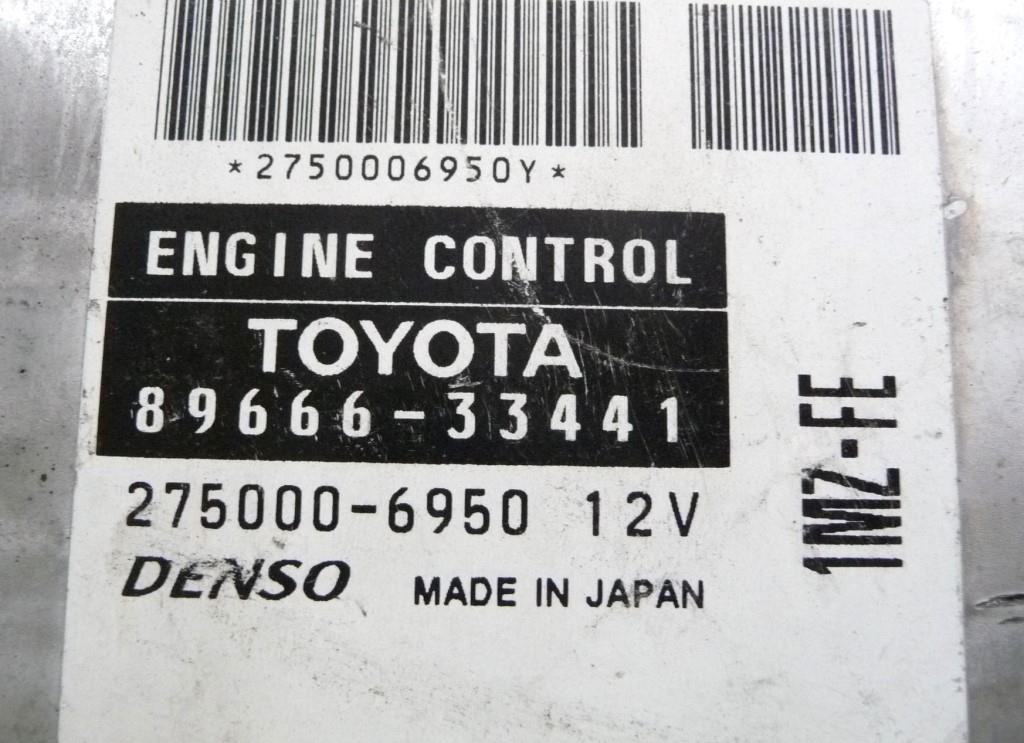 *2750006950Y*
ENGINE CONTROL
TOYOTA
89666-33441
275000-6950 12V
DENSO MADE IN JAPAN
1MZ-FE